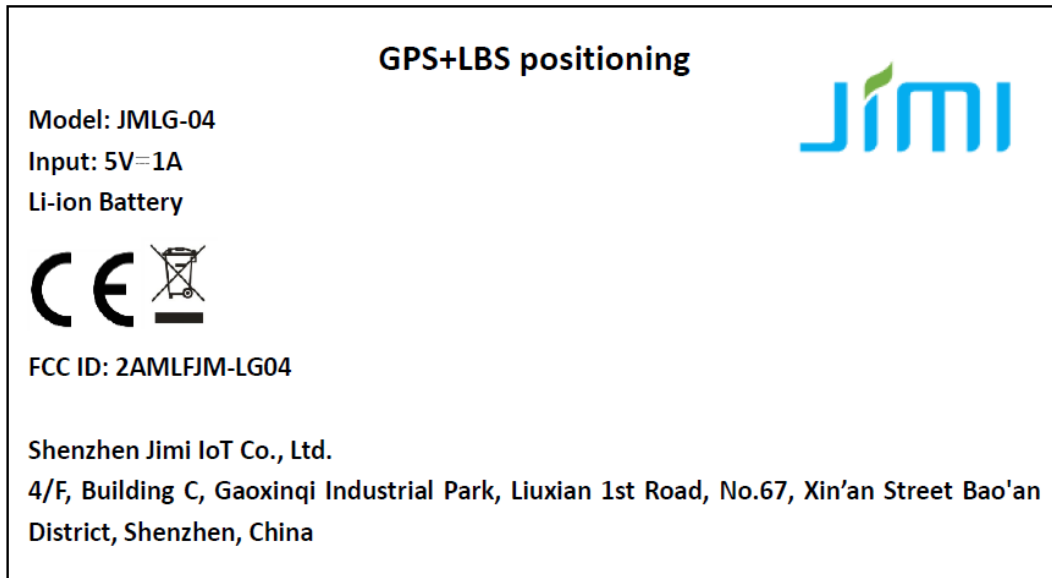 GPS+LBS positioning
Jimi
Model: JMLG-04
Input: 5V⎓1A
Li-ion Battery
CE
FCC ID: 2AMLFJM-LG04
Shenzhen Jimi IoT Co., Ltd.
4/F, Building C, Gaoxinqi Industrial Park, Liuxian 1st Road, No.67, Xin’an Street Bao'an
District, Shenzhen, China